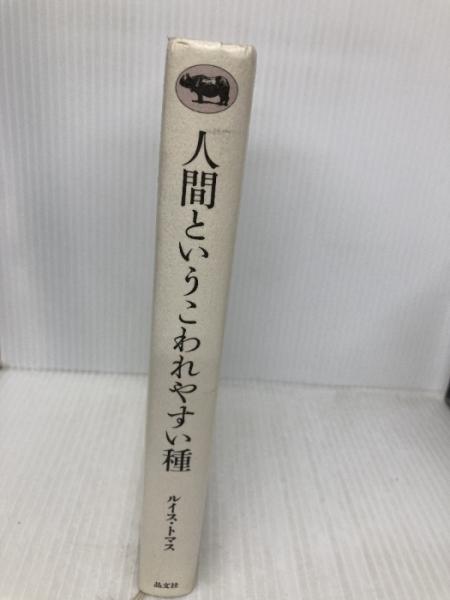 人間というこわれやすい種
ルイス・トマス
晶文社